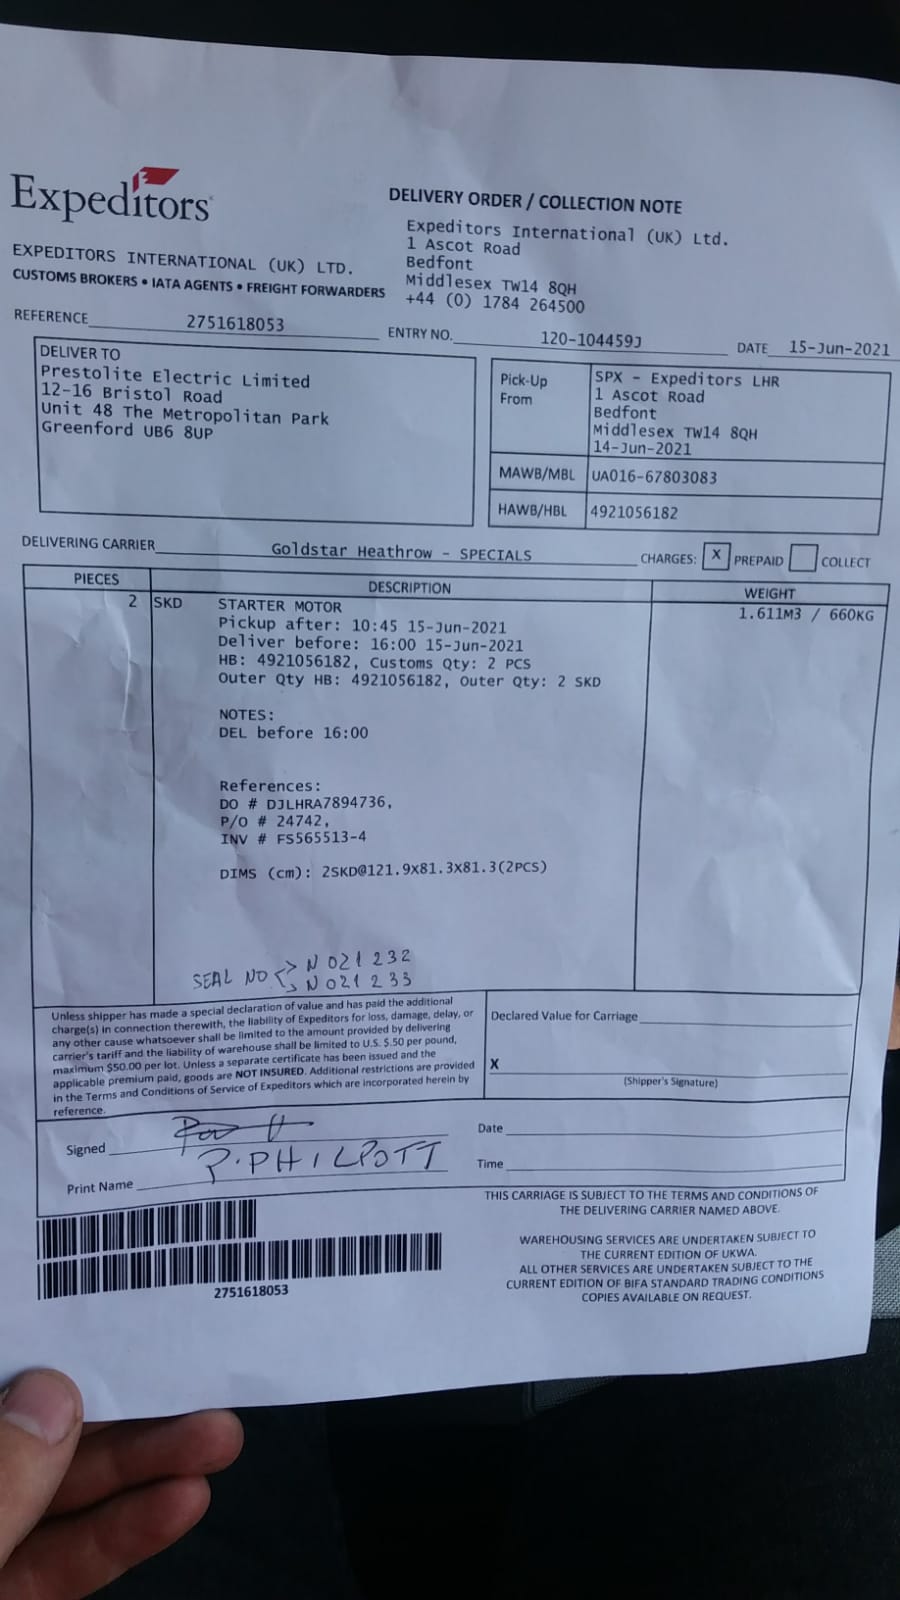 Expeditors
DELIVERY ORDER / COLLECTION NOTE
Expeditors International (UK) Ltd.
1 Ascot Road
Bedfont
Middlesex TW14 8QH
+44 (0) 1784 264500
EXPEDITORS INTERNATIONAL (UK) LTD.
CUSTOMS BROKERS • IATA AGENTS • FREIGHT FORWARDERS
REFERENCE 2751618053 ENTRY NO. 120-104459J DATE 15-Jun-2021
DELIVER TO
Prestolite Electric Limited
12-16 Bristol Road
Unit 48 The Metropolitan Park
Greenford UB6 8UP
Pick-Up From
SPX - Expeditors LHR
1 Ascot Road
Bedfont
Middlesex TW14 8QH
14-Jun-2021
MAWB/MBL UA016-67803083
HAWB/HBL 4921056182
DELIVERING CARRIER Goldstar Heathrow - SPECIALS CHARGES: X PREPAID COLLECT
PIECES DESCRIPTION WEIGHT
2 SKD STARTER MOTOR 1.611M3 / 660KG
Pickup after: 10:45 15-Jun-2021
Deliver before: 16:00 15-Jun-2021
HB: 4921056182, Customs Qty: 2 PCS
Outer Qty HB: 4921056182, Outer Qty: 2 SKD
NOTES:
DEL before 16:00
References:
DO # DJLHRA7894736,
P/O # 24742,
INV # FS565513-4
DIMS (cm): 2SKD@121.9X81.3X81.3(2PCS)
SEAL NO N 021 232
N 021 233
Unless shipper has made a special declaration of value and has paid the additional
charge(s) in connection therewith, the liability of Expeditors for loss, damage, delay, or
any other cause whatsoever shall be limited to the amount provided by delivering
carrier's tariff and the liability of warehouse shall be limited to U.S. $.50 per pound,
maximum $50.00 per lot. Unless a separate certificate has been issued and the
applicable premium paid, goods are NOT INSURED. Additional restrictions are provided
in the Terms and Conditions of Service of Expeditors which are incorporated herein by
reference.
Declared Value for Carriage
X
(Shipper's Signature)
Signed
Print Name P. PHILPOTT
Date
Time
2751618053
THIS CARRIAGE IS SUBJECT TO THE TERMS AND CONDITIONS OF
THE DELIVERING CARRIER NAMED ABOVE.
WAREHOUSING SERVICES ARE UNDERTAKEN SUBJECT TO
THE CURRENT EDITION OF UKWA.
ALL OTHER SERVICES ARE UNDERTAKEN SUBJECT TO THE
CURRENT EDITION OF BIFA STANDARD TRADING CONDITIONS
COPIES AVAILABLE ON REQUEST.